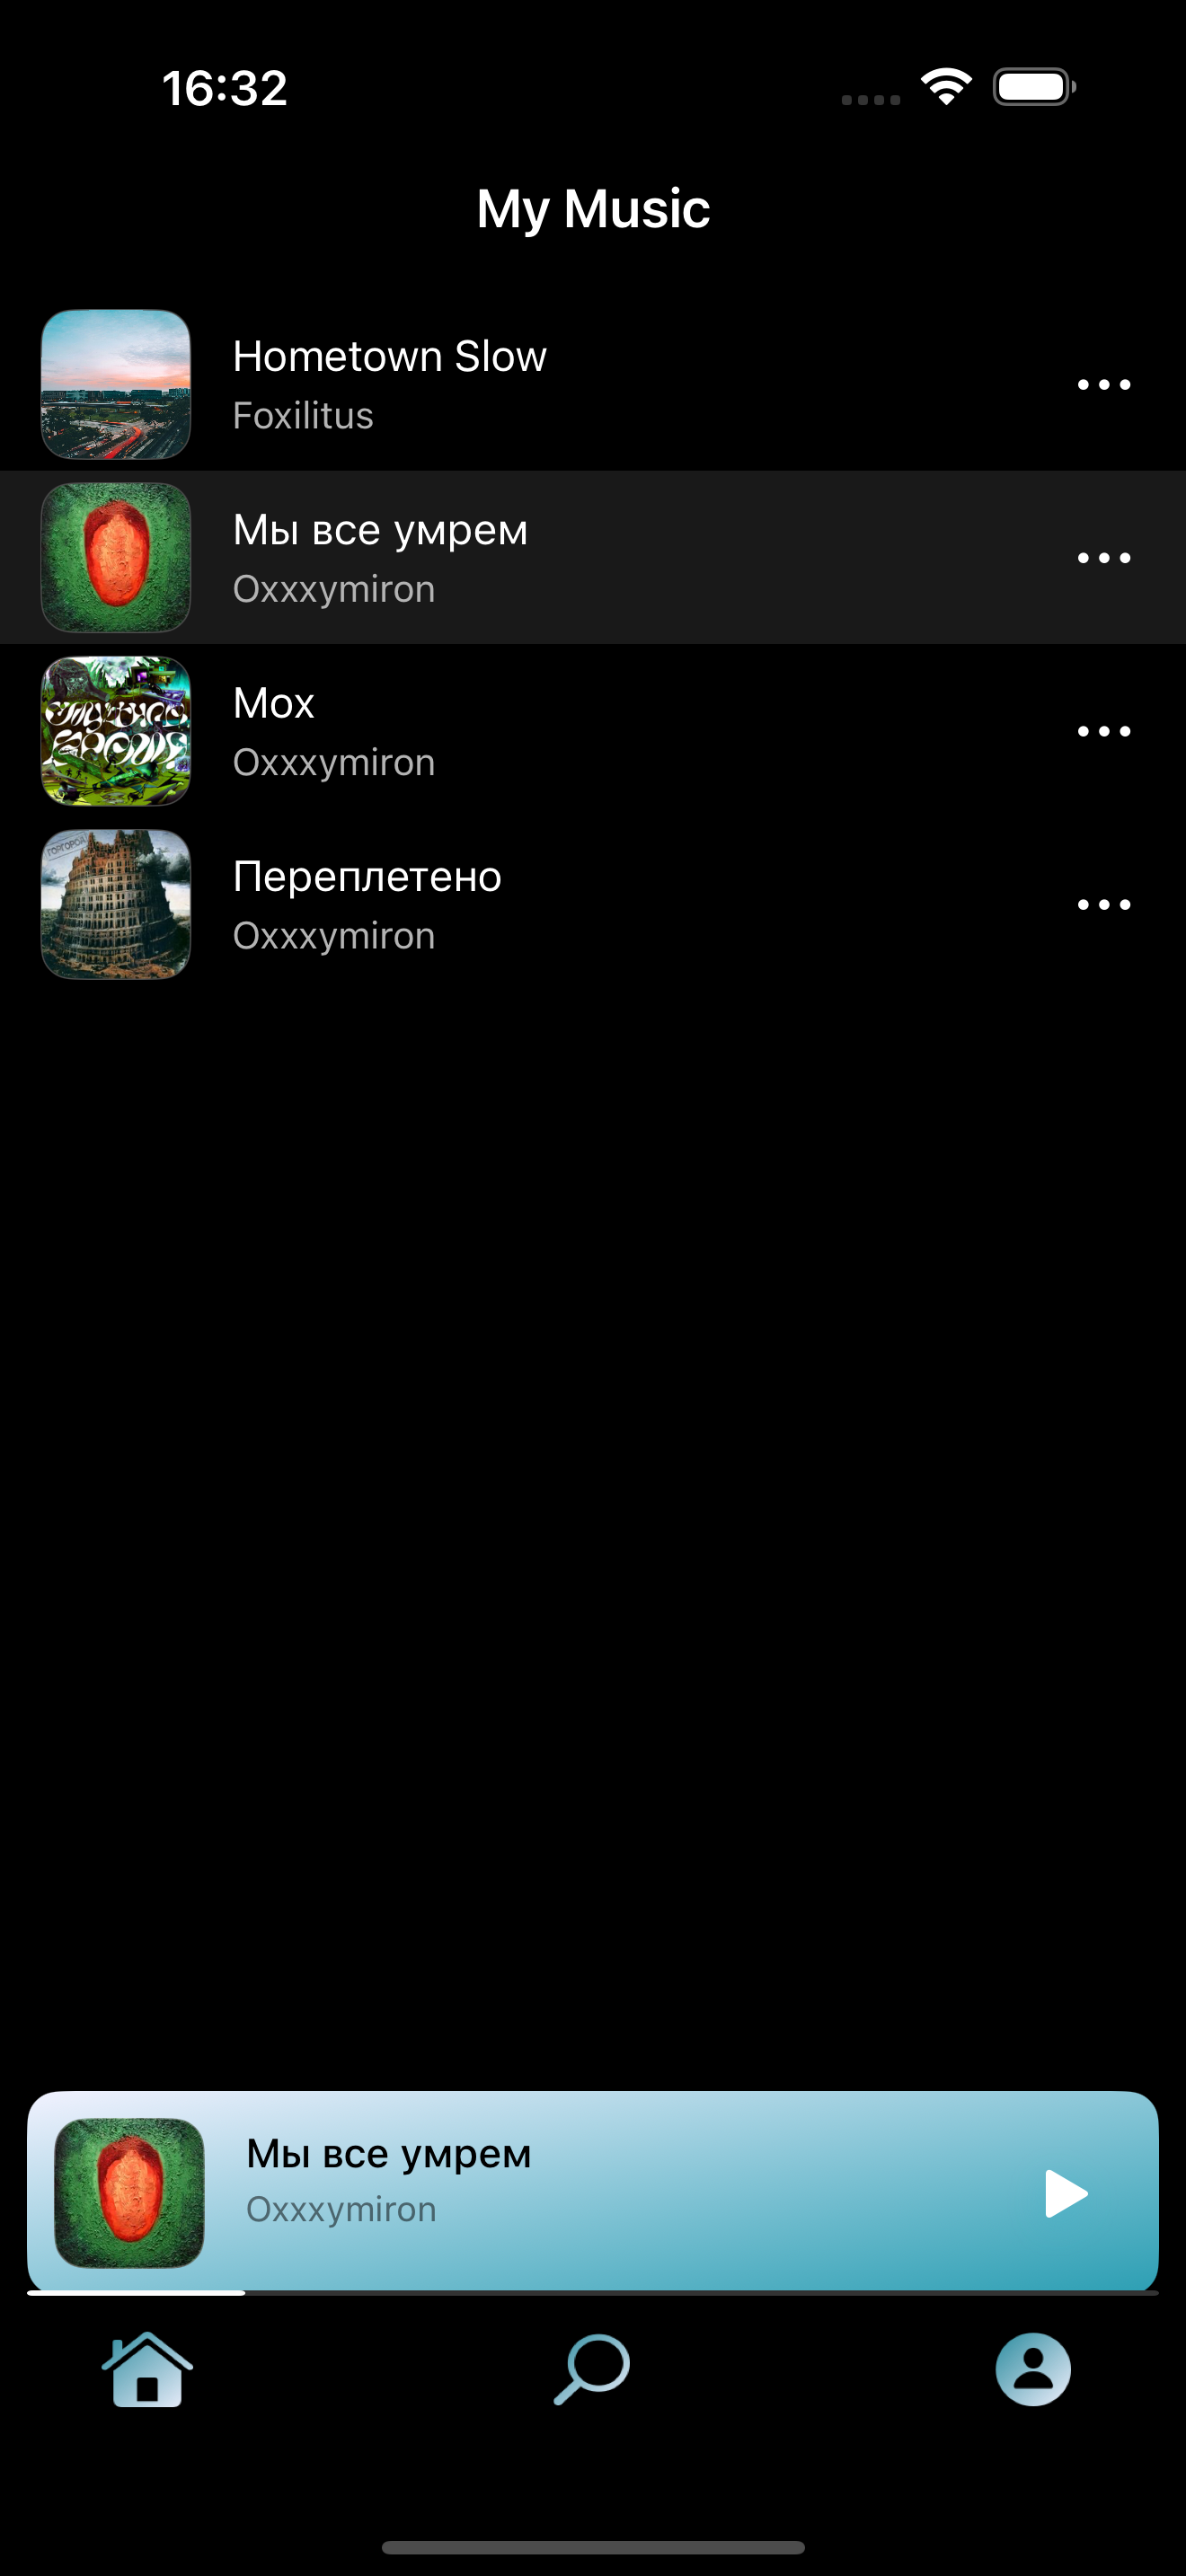 16:32
My Music
Hometown Slow
Foxilitus
Мы все умрем
Oxxxymiron
Мох
Oxxxymiron
ГОРГОРОД
Переплетено
Oxxxymiron
Мы все умрем
Oxxxymiron